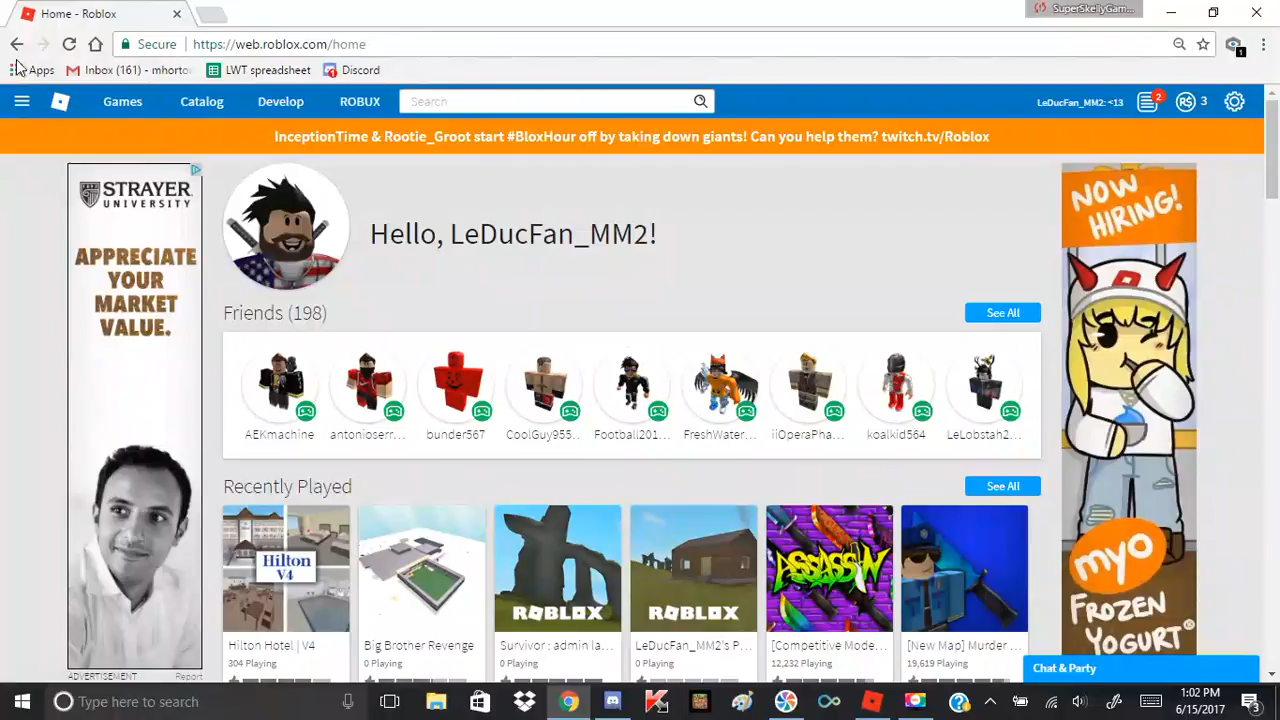 Home - Roblox
SuperSkellyGam...
Secure
https://web.roblox.com/home
1
Apps
Inbox (161) - mhorto
LWT spreadsheet
Discord
Games
Catalog
Develop
ROBUX
Search
LeDucFan_MM2: <13
2
R$ 3
InceptionTime & Rootie_Groot start #BloxHour off by taking down giants! Can you help them? twitch.tv/Roblox
STRAYER
UNIVERSITY
APPRECIATE
YOUR
MARKET
VALUE.
ADVERTISEMENT
Report
Hello, LeDucFan_MM2!
Friends (198)
See All
AEKmachine
antonioserr...
bunder567
CoolGuy955...
Football201...
FreshWater...
iiOperaPha...
koalkid564
LeLobstah2...
Recently Played
See All
Hilton
V4
ROBLOX
ROBLOX
ASSASSIN
Hilton Hotel | V4
Big Brother Revenge
Survivor : admin la...
LeDucFan_MM2's P...
[Competitive Mode...
[New Map] Murder ...
304 Playing
0 Playing
0 Playing
0 Playing
12,232 Playing
19,619 Playing
NOW
HIRING!
myo
FROZEN
YOGURT
Chat & Party
Type here to search
1:02 PM
6/15/2017
3